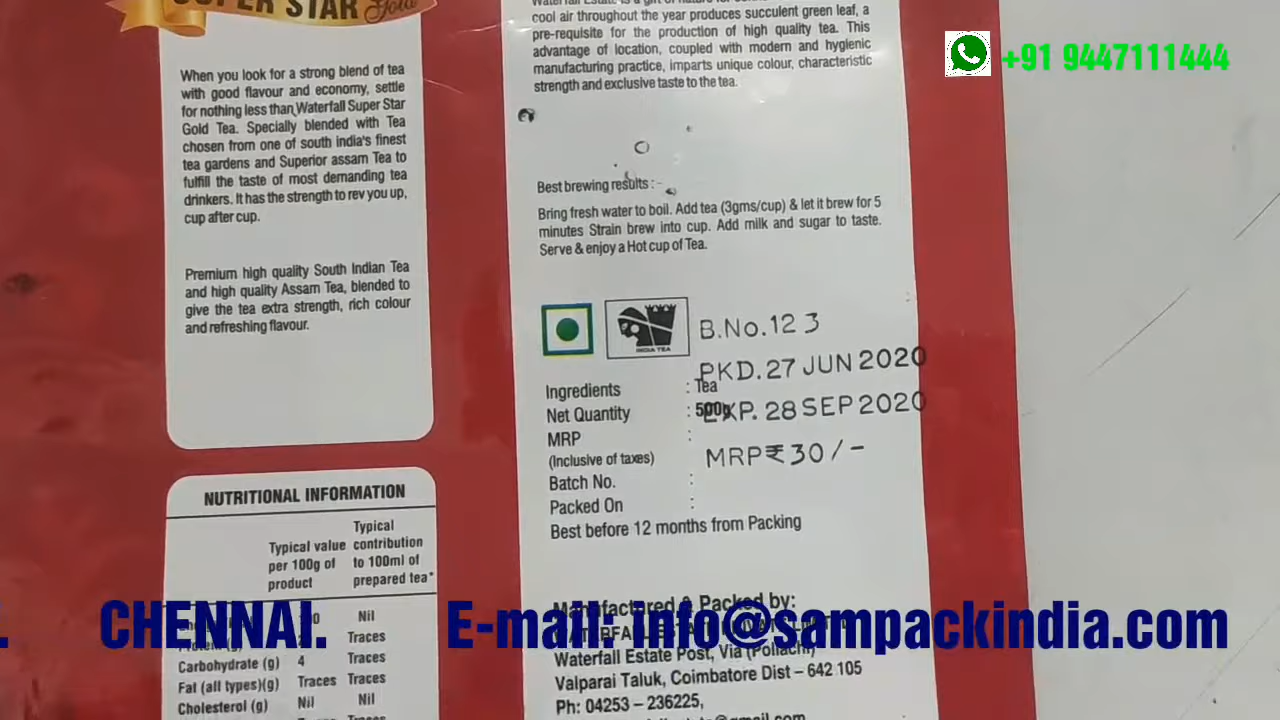 SUPER STAR Gold
When you look for a strong blend of tea
with good flavour and economy, settle
for nothing less than Waterfall Super Star
Gold Tea. Specially blended with Tea
chosen from one of south india's finest
tea gardens and Superior assam Tea to
fulfill the taste of most demanding tea
drinkers. It has the strength to rev you up,
cup after cup.
Premium high quality South Indian Tea
and high quality Assam Tea, blended to
give the tea extra strength, rich colour
and refreshing flavour.
NUTRITIONAL INFORMATION
Typical value per 100g of product
Typical contribution to 100ml of prepared tea*
Nil
Traces
Carbohydrate (g) 4 Traces
Fat (all types)(g) Traces Traces
Cholesterol (g) Nil Nil
cool air throughout the year produces succulent green leaf, a
pre-requisite for the production of high quality tea. This
advantage of location, coupled with modern and hygienic
manufacturing practice, imparts unique colour, characteristic
strength and exclusive taste to the tea.
Best brewing results :-
Bring fresh water to boil. Add tea (3gms/cup) & let it brew for 5
minutes Strain brew into cup. Add milk and sugar to taste.
Serve & enjoy a Hot cup of Tea.
INDIA TEA
B.No.12 3
PKD.27 JUN 2020
EXP. 28 SEP 2020
MRP₹30/-
Ingredients : Tea
Net Quantity : 500g
MRP :
(Inclusive of taxes)
Batch No. :
Packed On :
Best before 12 months from Packing
Manufactured & Packed by:
Waterfall Estate Post, Via (Pollachi)
Valparai Taluk, Coimbatore Dist – 642 105
Ph: 04253 – 236225,
+91 9447111444
CHENNAI. E-mail: info@sampackindia.com